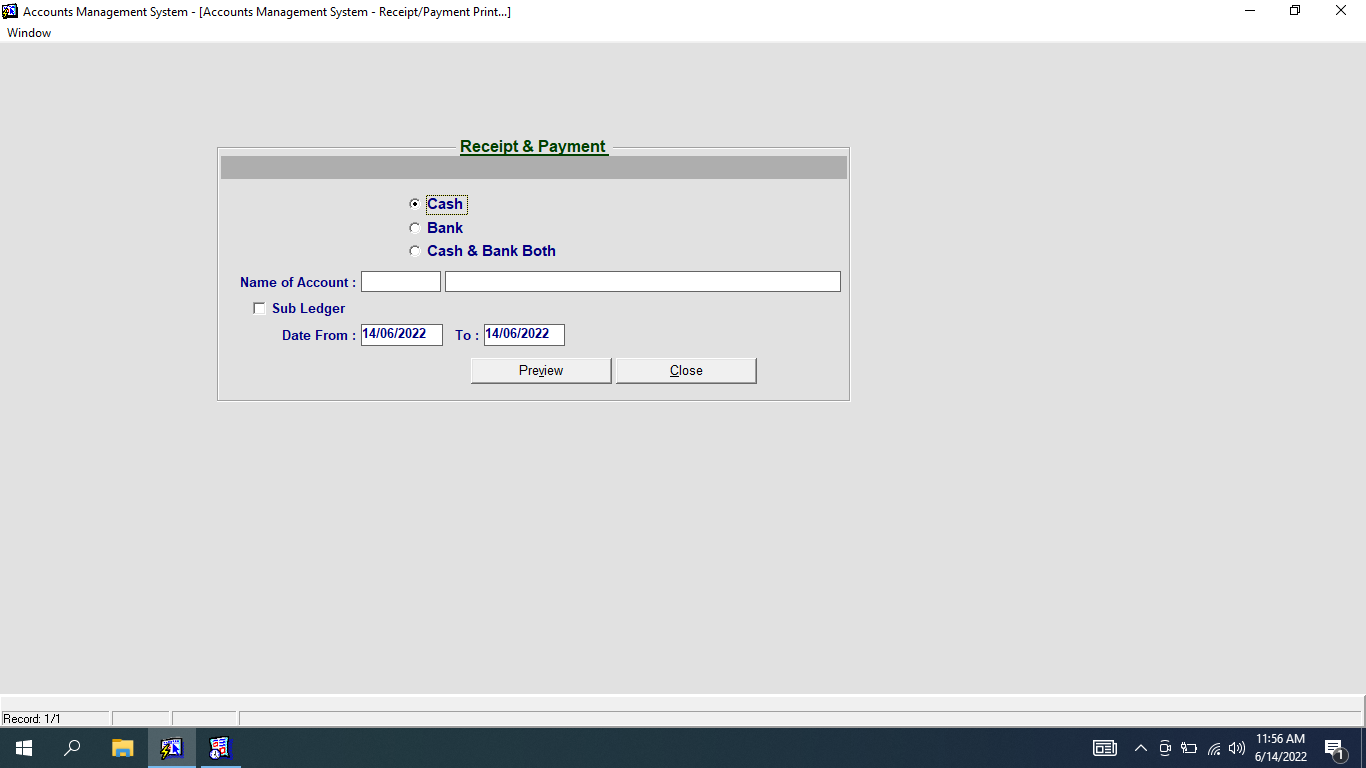 Accounts Management System - [Accounts Management System - Receipt/Payment Print...]
Window
Receipt & Payment
Cash
Bank
Cash & Bank Both
Name of Account :
Sub Ledger
Date From : 14/06/2022 To : 14/06/2022
Preview Close
Record: 1/1
11:56 AM
6/14/2022
1